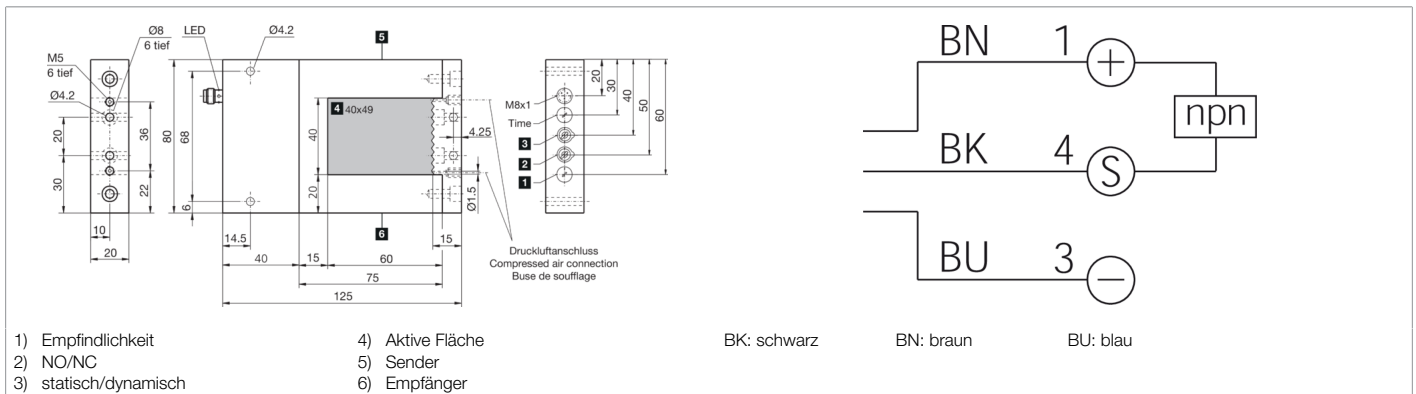 Ø8
6 tief
LED
Ø4.2
5
M5
6 tief
Ø4.2
20
30
36
22
10
20
80
68
6
4 40x49
40
20
4.25
Ø1.5
14.5
15
40
15
60
75
125
6
Druckluftanschluss
Compressed air connection
Buse de soufflage
20
30
40
50
60
M8x1
Time
3
2
1
BN 1 +
npn
BK 4 S
BU 3 −
1) Empfindlichkeit
2) NO/NC
3) statisch/dynamisch
4) Aktive Fläche
5) Sender
6) Empfänger
BK: schwarz BN: braun BU: blau